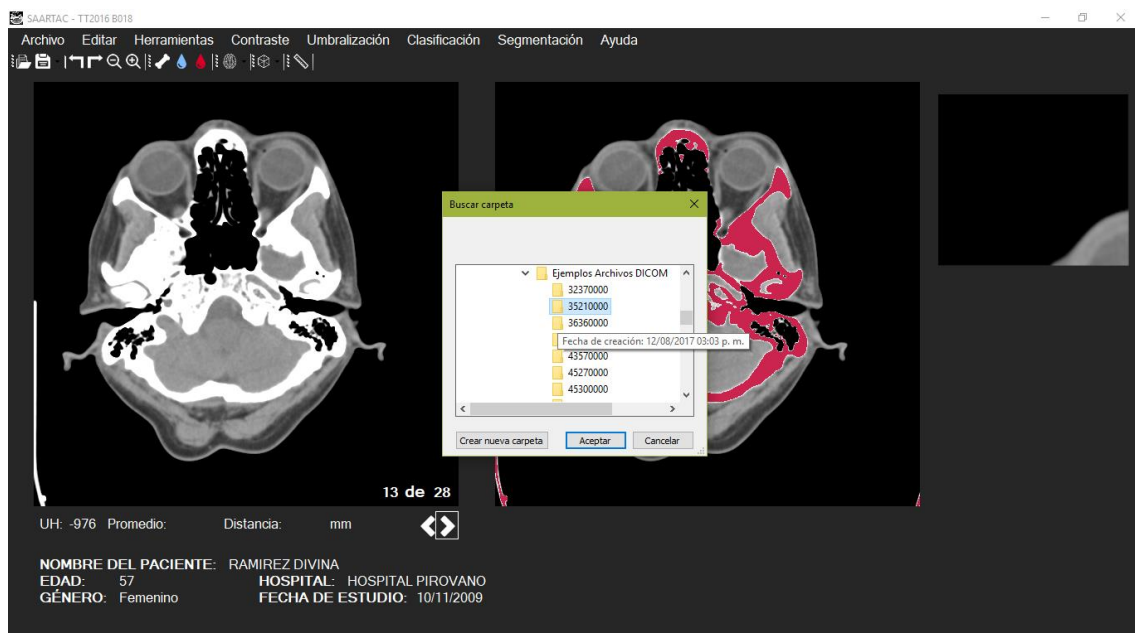 SAARTAC - TT2016 B018
Archivo Editar Herramientas Contraste Umbralización Clasificación Segmentación Ayuda
Buscar carpeta
Ejemplos Archivos DICOM
32370000
35210000
36360000
Fecha de creación: 12/08/2017 03:03 p. m.
43570000
45270000
45300000
Crear nueva carpeta Aceptar Cancelar
13 de 28
UH: -976 Promedio: Distancia: mm
NOMBRE DEL PACIENTE: RAMIREZ DIVINA
EDAD: 57 HOSPITAL: HOSPITAL PIROVANO
GÉNERO: Femenino FECHA DE ESTUDIO: 10/11/2009